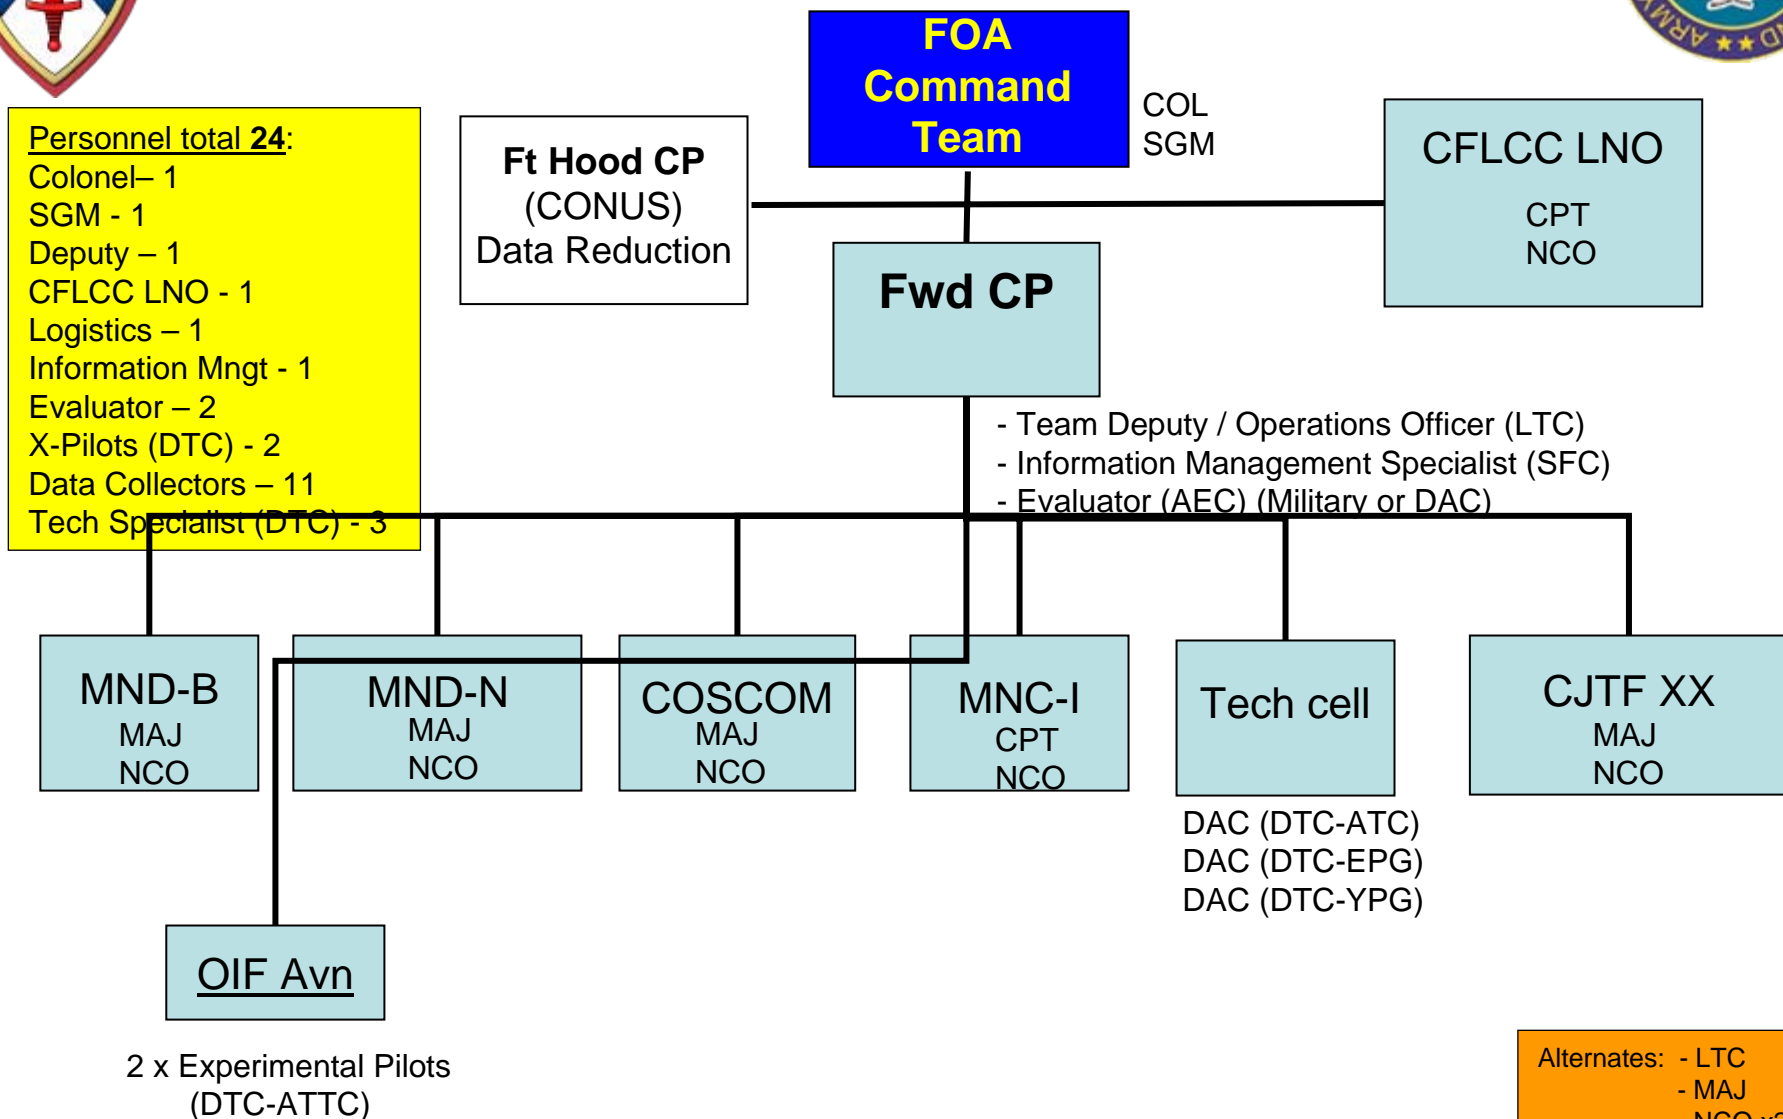 FOA
Command
Team
COL
SGM
ARMY
Personnel total 24:
Colonel– 1
SGM - 1
Deputy – 1
CFLCC LNO - 1
Logistics – 1
Information Mngt - 1
Evaluator – 2
X-Pilots (DTC) - 2
Data Collectors – 11
Tech Specialist (DTC) - 3
Ft Hood CP
(CONUS)
Data Reduction
CFLCC LNO
CPT
NCO
Fwd CP
- Team Deputy / Operations Officer (LTC)
- Information Management Specialist (SFC)
- Evaluator (AEC) (Military or DAC)
MND-B
MAJ
NCO
MND-N
MAJ
NCO
COSCOM
MAJ
NCO
MNC-I
CPT
NCO
Tech cell
DAC (DTC-ATC)
DAC (DTC-EPG)
DAC (DTC-YPG)
CJTF XX
MAJ
NCO
OIF Avn
2 x Experimental Pilots
(DTC-ATTC)
Alternates: - LTC
- MAJ
NCO